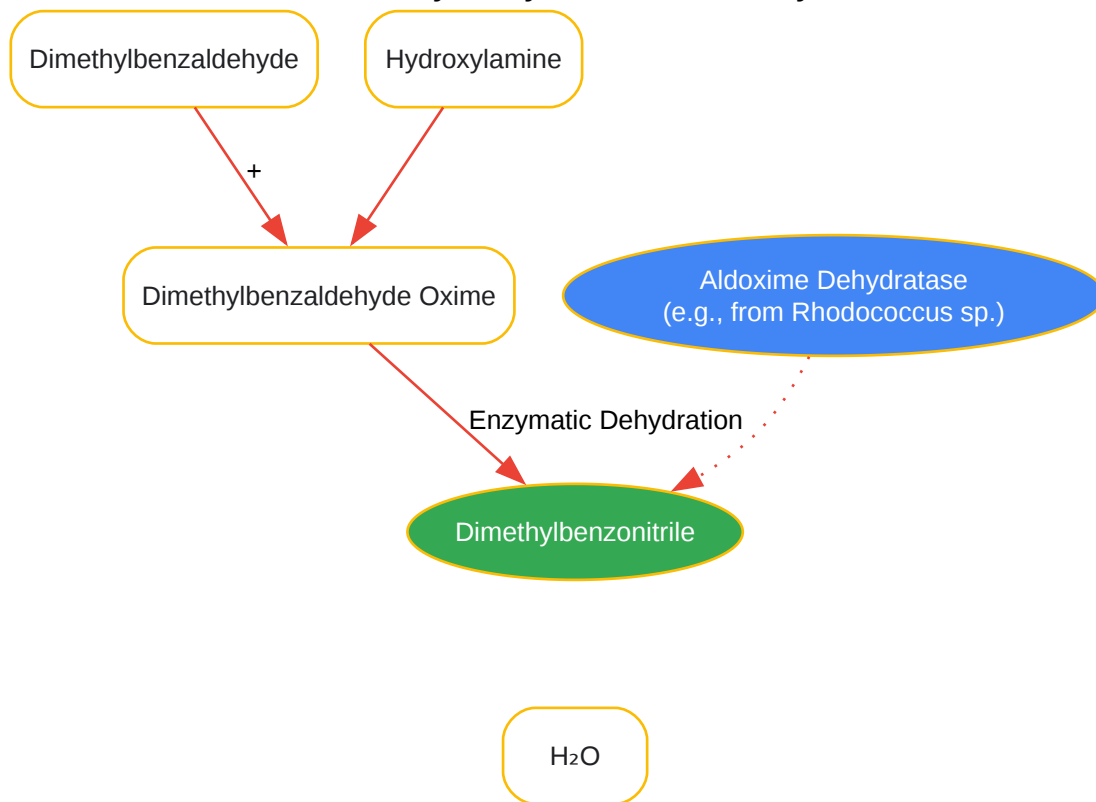 Dimethylbenzaldehyde
Hydroxylamine
+
Dimethylbenzaldehyde Oxime
Aldoxime Dehydratase
(e.g., from Rhodococcus sp.)
Enzymatic Dehydration
Dimethylbenzonitrile
H₂O